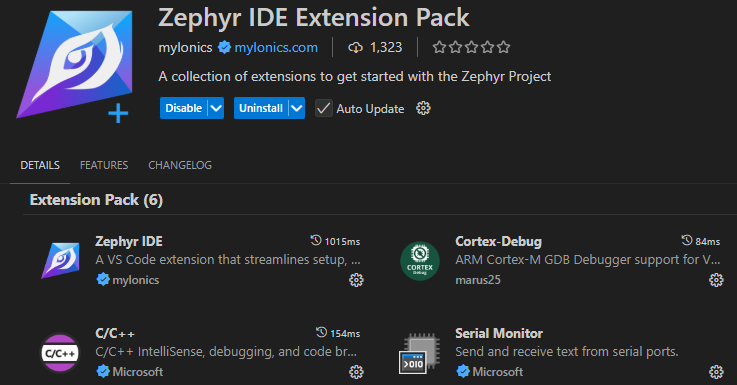 Zephyr IDE Extension Pack
mylonics mylonics.com 1,323
A collection of extensions to get started with the Zephyr Project
Disable Uninstall Auto Update
DETAILS FEATURES CHANGELOG
Extension Pack (6)
Zephyr IDE 1015ms
A VS Code extension that streamlines setup, ...
mylonics
Cortex-Debug 84ms
ARM Cortex-M GDB Debugger support for V...
marus25
CORTEX
Debug
C/C++ 154ms
C/C++ IntelliSense, debugging, and code br...
Microsoft
C/C++
Serial Monitor
Send and receive text from serial ports.
Microsoft
>010